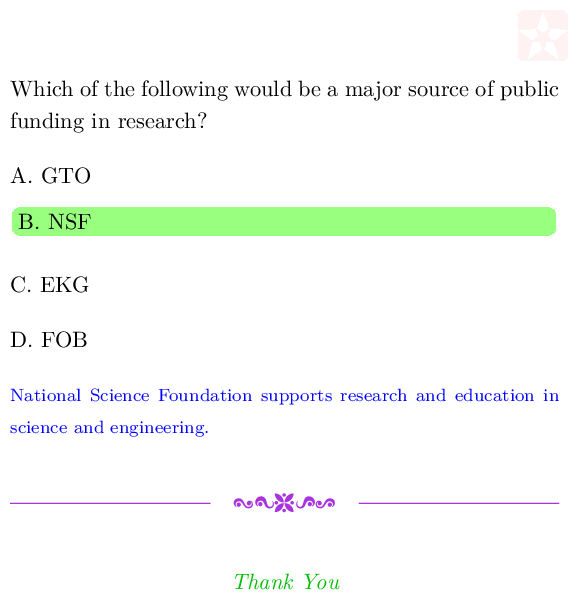 Which of the following would be a major source of public
funding in research?
A. GTO
B. NSF
C. EKG
D. FOB
National Science Foundation supports research and education in
science and engineering.
Thank You